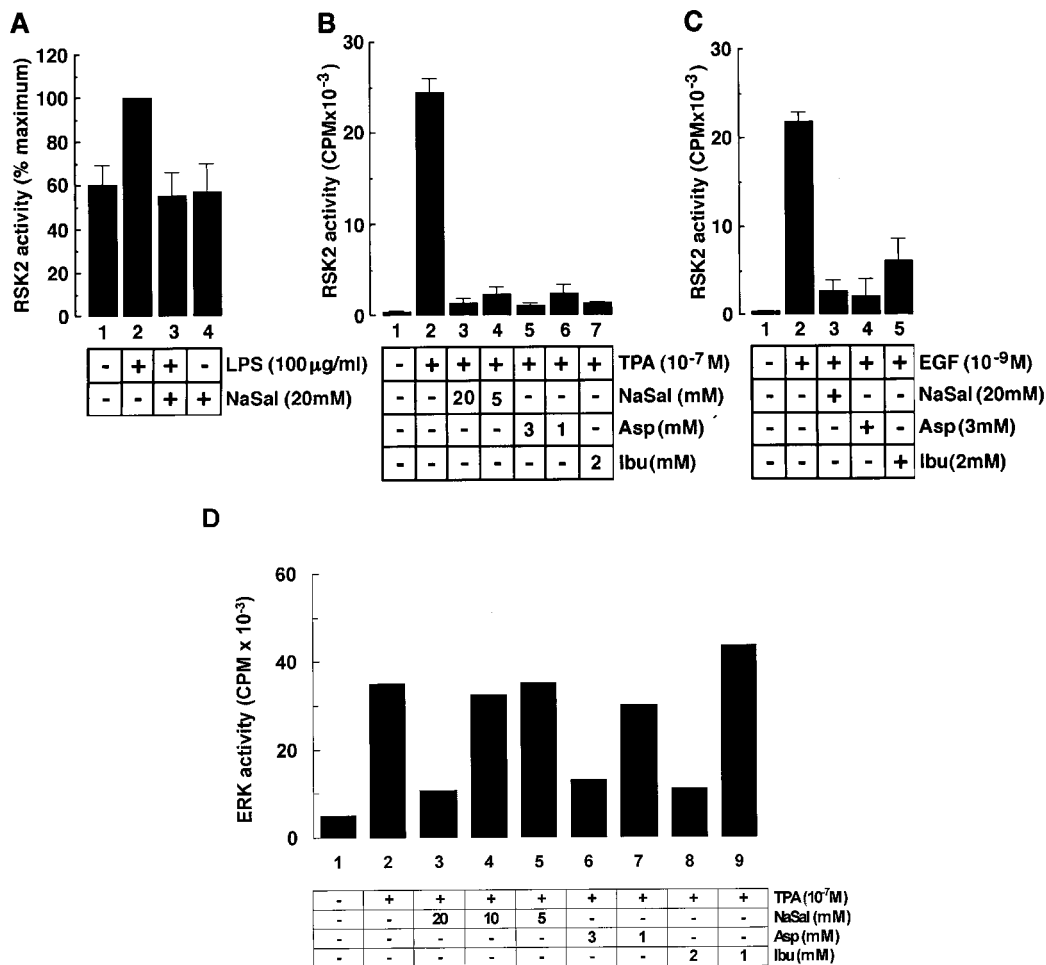 A
RSK2 activity (% maximum)
120
100
80
60
40
20
0
1 2 3 4
- + + - LPS (100μg/ml)
- - + + NaSal (20mM)
B
RSK2 activity (CPMx10-3)
30
20
10
0
1 2 3 4 5 6 7
- + + + + + + TPA (10-7 M)
- - 20 5 - - - NaSal (mM)
- - - - 3 1 - Asp (mM)
- - - - - - 2 Ibu (mM)
C
RSK2 activity (CPMx10-3)
30
20
10
0
1 2 3 4 5
- + + + + EGF (10-9M)
- - + - - NaSal (20mM)
- - - + - Asp (3mM)
- - - - + Ibu (2mM)
D
ERK activity (CPM x 10-3)
60
40
20
0
1 2 3 4 5 6 7 8 9
- + + + + + + + + TPA (10-7M)
- - 20 10 5 - - - - NaSal (mM)
- - - - - 3 1 - - Asp (mM)
- - - - - - - 2 1 Ibu (mM)